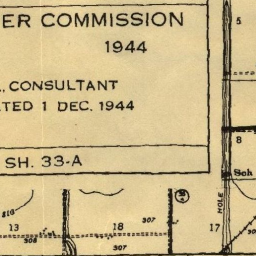 ER COMMISSION
1944
., CONSULTANT
TED 1 DEC. 1944
SH. 33-A
5
8
Sch
HOLE
13
18
307
17
306
307